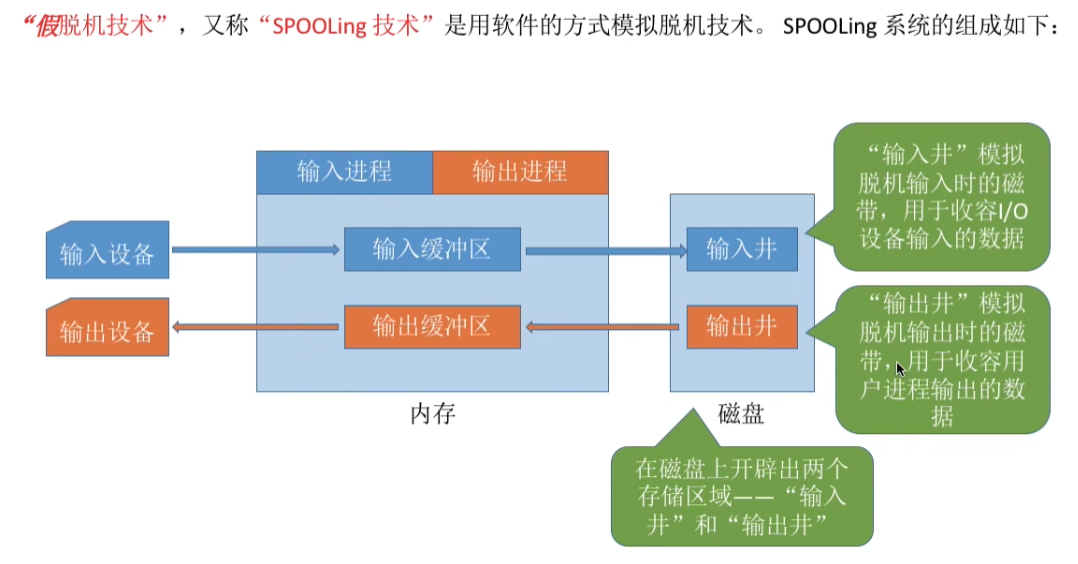 “假脱机技术”，又称“SPOOLing 技术”是用软件的方式模拟脱机技术。 SPOOLing 系统的组成如下：
输入进程
输出进程
输入设备
输入缓冲区
输入井
输出设备
输出缓冲区
输出井
内存
磁盘
“输入井”模拟
脱机输入时的磁
带，用于收容I/O
设备输入的数据
“输出井”模拟
脱机输出时的磁
带，用于收容用
户进程输出的数
据
在磁盘上开辟出两个
存储区域——“输入
井”和“输出井”